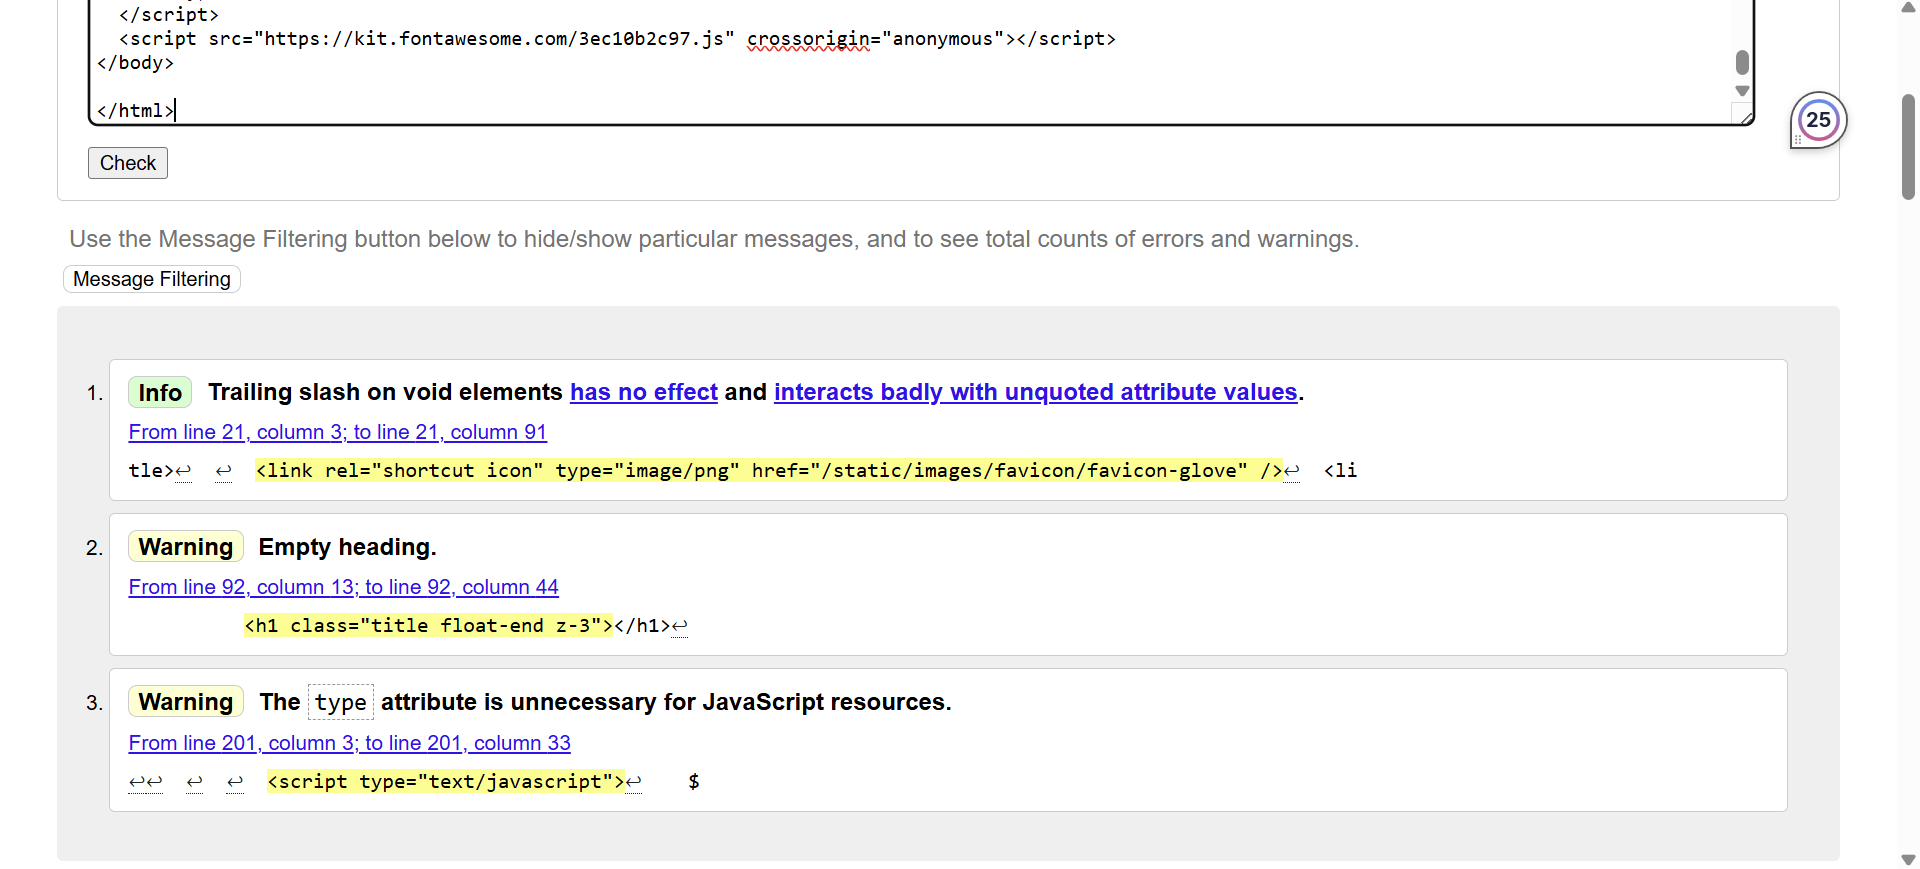 </script>
<script src="https://kit.fontawesome.com/3ec10b2c97.js" crossorigin="anonymous"></script>
</body>
</html>
25
Check
Use the Message Filtering button below to hide/show particular messages, and to see total counts of errors and warnings.
Message Filtering
1. Info Trailing slash on void elements has no effect and interacts badly with unquoted attribute values.
From line 21, column 3; to line 21, column 91
tle>↩ ↩ <link rel="shortcut icon" type="image/png" href="/static/images/favicon/favicon-glove" />↩ <li
2. Warning Empty heading.
From line 92, column 13; to line 92, column 44
<h1 class="title float-end z-3"></h1>↩
3. Warning The type attribute is unnecessary for JavaScript resources.
From line 201, column 3; to line 201, column 33
↩↩ ↩ ↩ <script type="text/javascript">↩ $